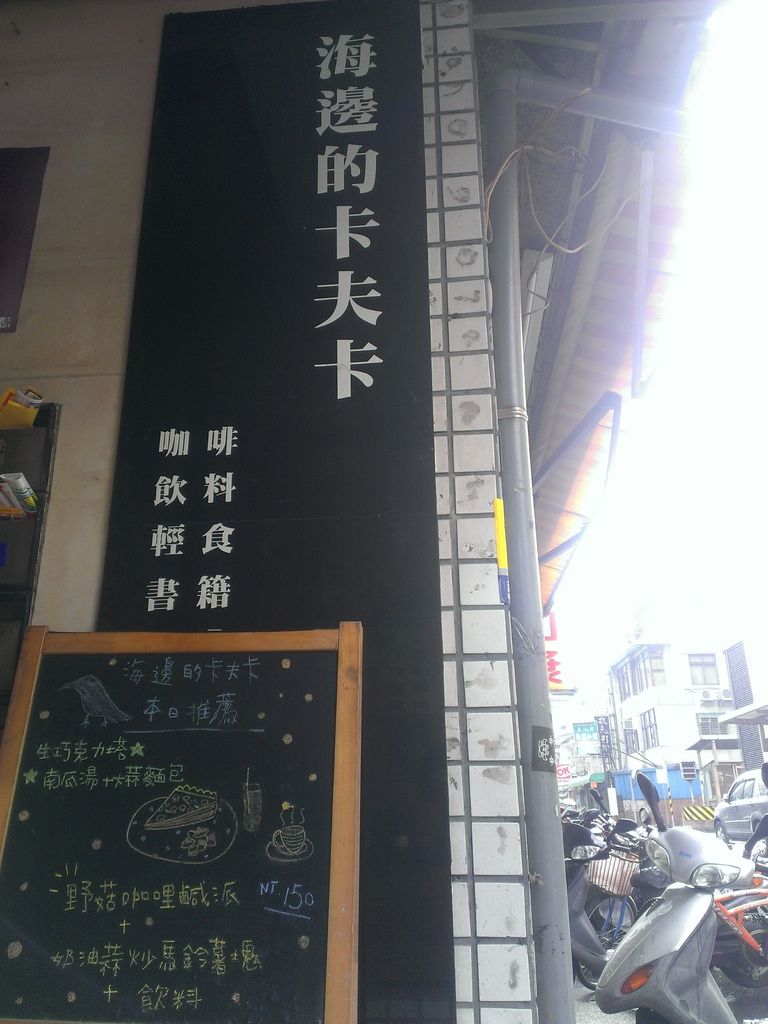 海邊的卡夫卡
咖啡
飲料
輕食
書籍
海邊的卡夫卡
本日推薦
生巧克力塔★
★南瓜湯+大蒜麵包
野菇咖哩鹹派 NT 150
+
奶油蒜炒馬鈴薯
+ 飲料
OK